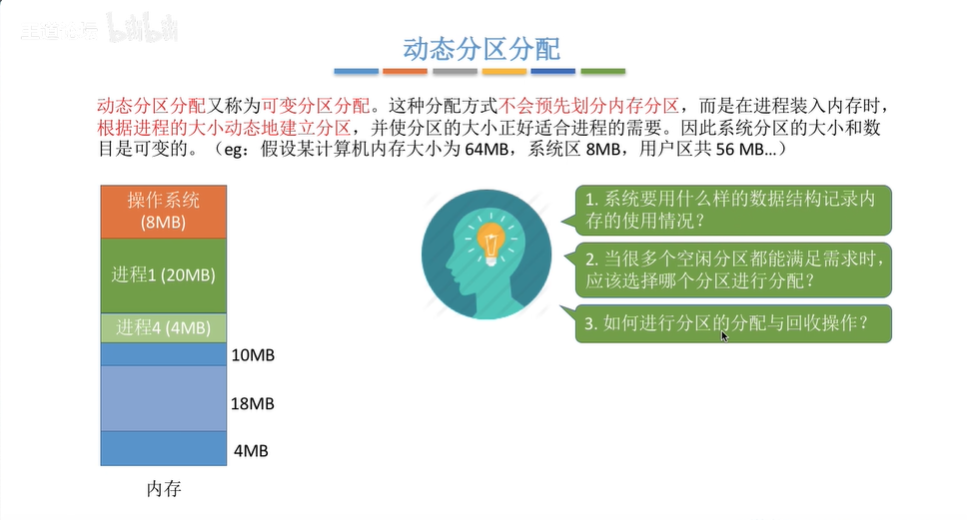 bilibili
动态分区分配
动态分区分配又称为可变分区分配。这种分配方式不会预先划分内存分区，而是在进程装入内存时，
根据进程的大小动态地建立分区，并使分区的大小正好适合进程的需要。因此系统分区的大小和数
目是可变的。（eg：假设某计算机内存大小为 64MB，系统区 8MB，用户区共 56 MB…）
操作系统
(8MB)
进程1 (20MB)
进程4 (4MB)
10MB
18MB
4MB
内存
1. 系统要用什么样的数据结构记录内
存的使用情况？
2. 当很多个空闲分区都能满足需求时，
应该选择哪个分区进行分配？
3. 如何进行分区的分配与回收操作？